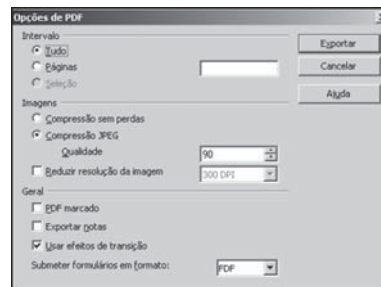 Opções de PDF
Intervalo
Tudo
Páginas
Seleção
Imagens
Compressão sem perdas
Compressão JPEG
Qualidade 90
Reduzir resolução da imagem 300 DPI
Geral
PDF marcado
Exportar notas
Usar efeitos de transição
Submeter formulários em formato: FDF
Exportar
Cancelar
Ajuda